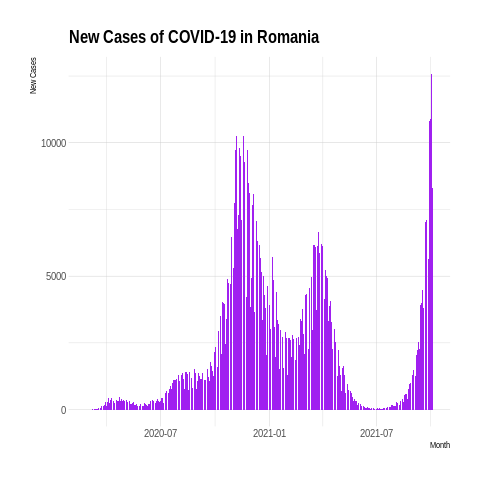 New Cases of COVID-19 in Romania
New Cases
10000
5000
0
2020-07
2021-01
2021-07
Month